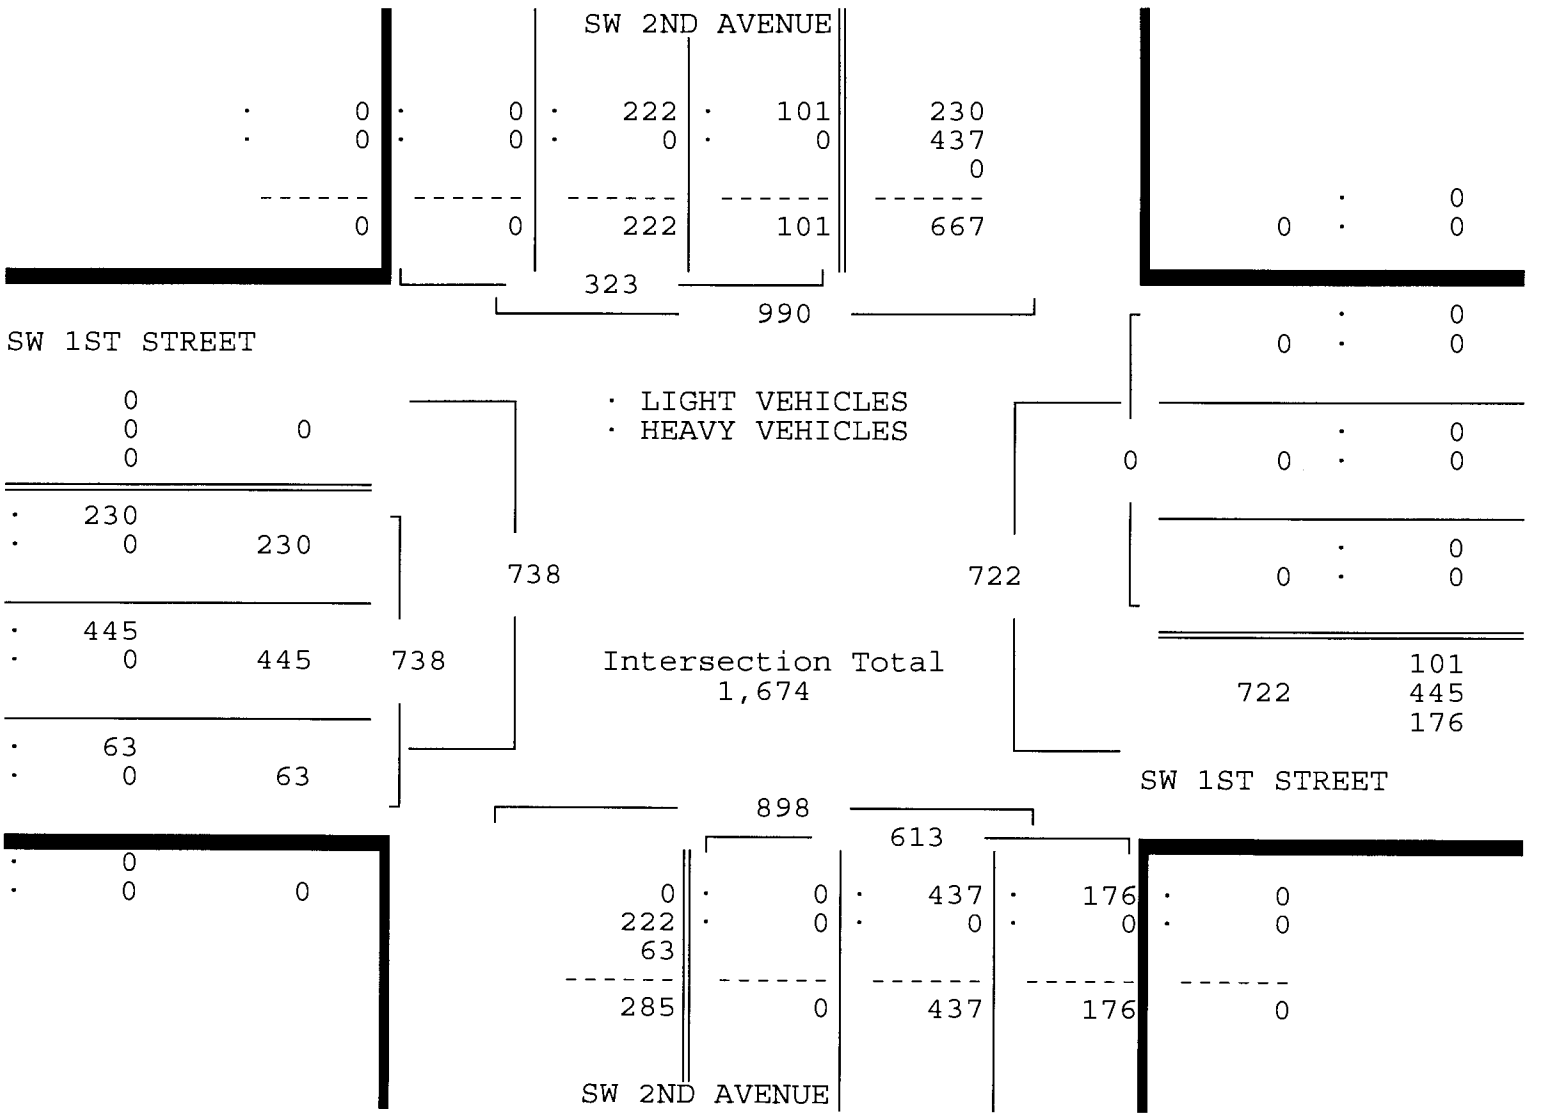 SW 2ND AVENUE
· 0 · 0 · 222 · 101 230
· 0 · 0 · 0 · 0 437
0
------ ------ ------ ------ ------
· 0
0 0 222 101 667 0 · 0
323
990 · 0
SW 1ST STREET 0 · 0
0 · LIGHT VEHICLES
0 0 · HEAVY VEHICLES · 0
0 0 0 · 0
· 230
· 0 230 · 0
738 722 0 · 0
· 445
· 0 445 738 Intersection Total 101
1,674 722 445
176
· 63
· 0 63 SW 1ST STREET
898
613
· 0
· 0 0 0 · 0 · 437 · 176 · 0
222 · 0 · 0 · 0 · 0
63
------ ------ ------ ------ ------
285 0 437 176 0
SW 2ND AVENUE